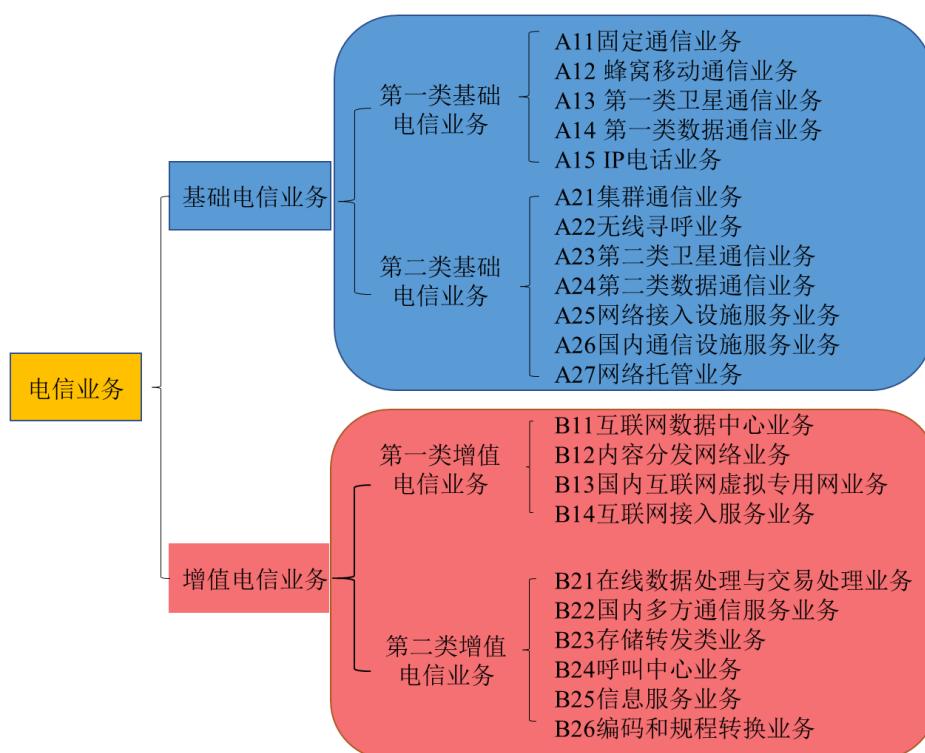 电信业务
基础电信业务
第一类基础
电信业务
A11固定通信业务
A12 蜂窝移动通信业务
A13 第一类卫星通信业务
A14 第一类数据通信业务
A15 IP电话业务
第二类基础
电信业务
A21集群通信业务
A22无线寻呼业务
A23第二类卫星通信业务
A24第二类数据通信业务
A25网络接入设施服务业务
A26国内通信设施服务业务
A27网络托管业务
增值电信业务
第一类增值
电信业务
B11互联网数据中心业务
B12内容分发网络业务
B13国内互联网虚拟专用网业务
B14互联网接入服务业务
第二类增值
电信业务
B21在线数据处理与交易处理业务
B22国内多方通信服务业务
B23存储转发类业务
B24呼叫中心业务
B25信息服务业务
B26编码和规程转换业务